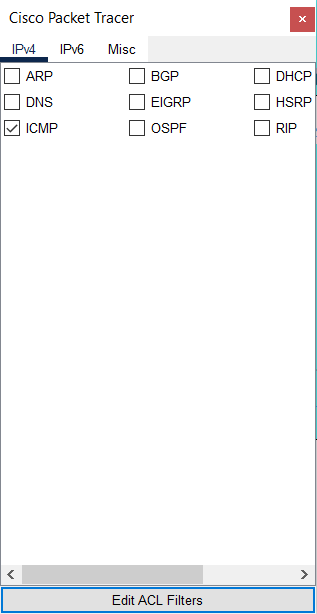 Cisco Packet Tracer
IPv4 IPv6 Misc
ARP BGP DHCP
DNS EIGRP HSRP
ICMP OSPF RIP
Edit ACL Filters